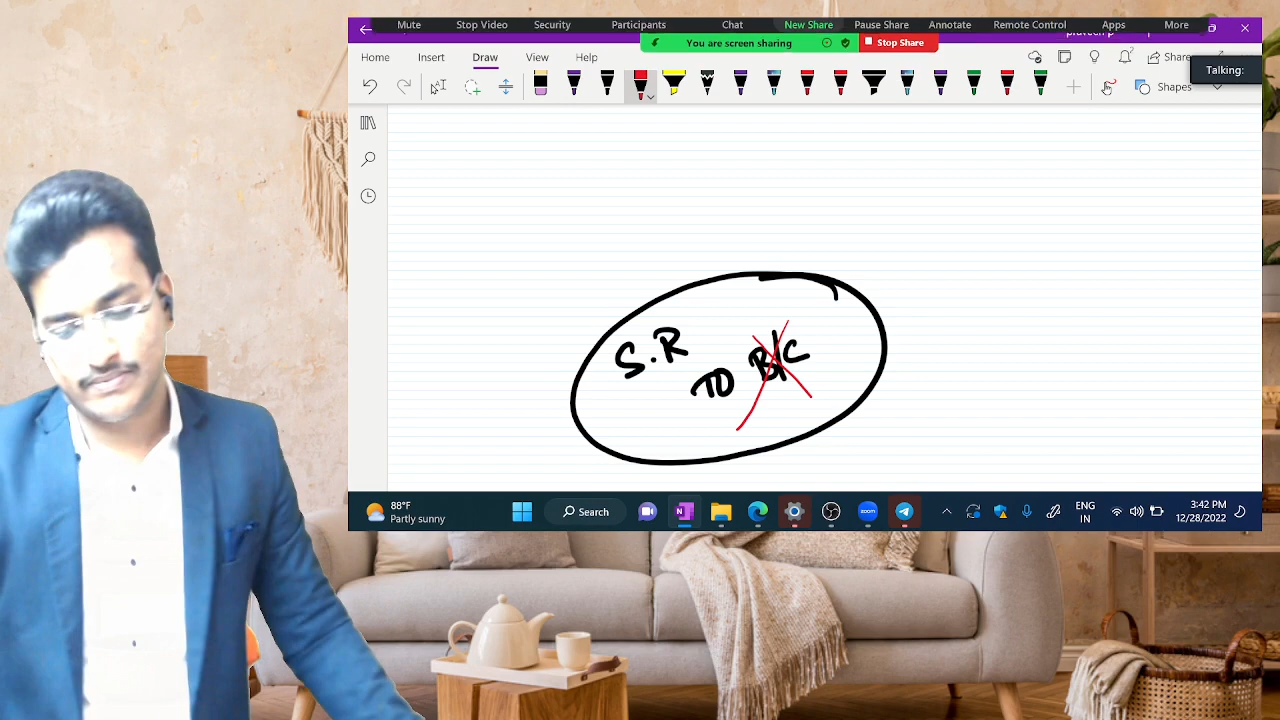 Mute Stop Video Security Participants Chat New Share Pause Share Annotate Remote Control Apps More
You are screen sharing Stop Share
Home Insert Draw View Help Share
Talking:
Shapes
S.R
TO B/C
88°F
Partly sunny
Search
zoom
ENG
IN
3:42 PM
12/28/2022